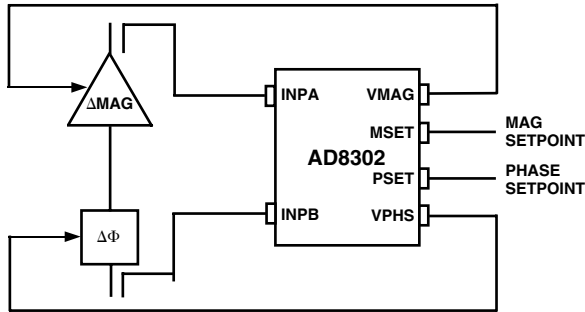 ΔMAG
INPA
VMAG
MSET
MAG
SETPOINT
AD8302
PSET
PHASE
SETPOINT
INPB
VPHS
ΔΦ